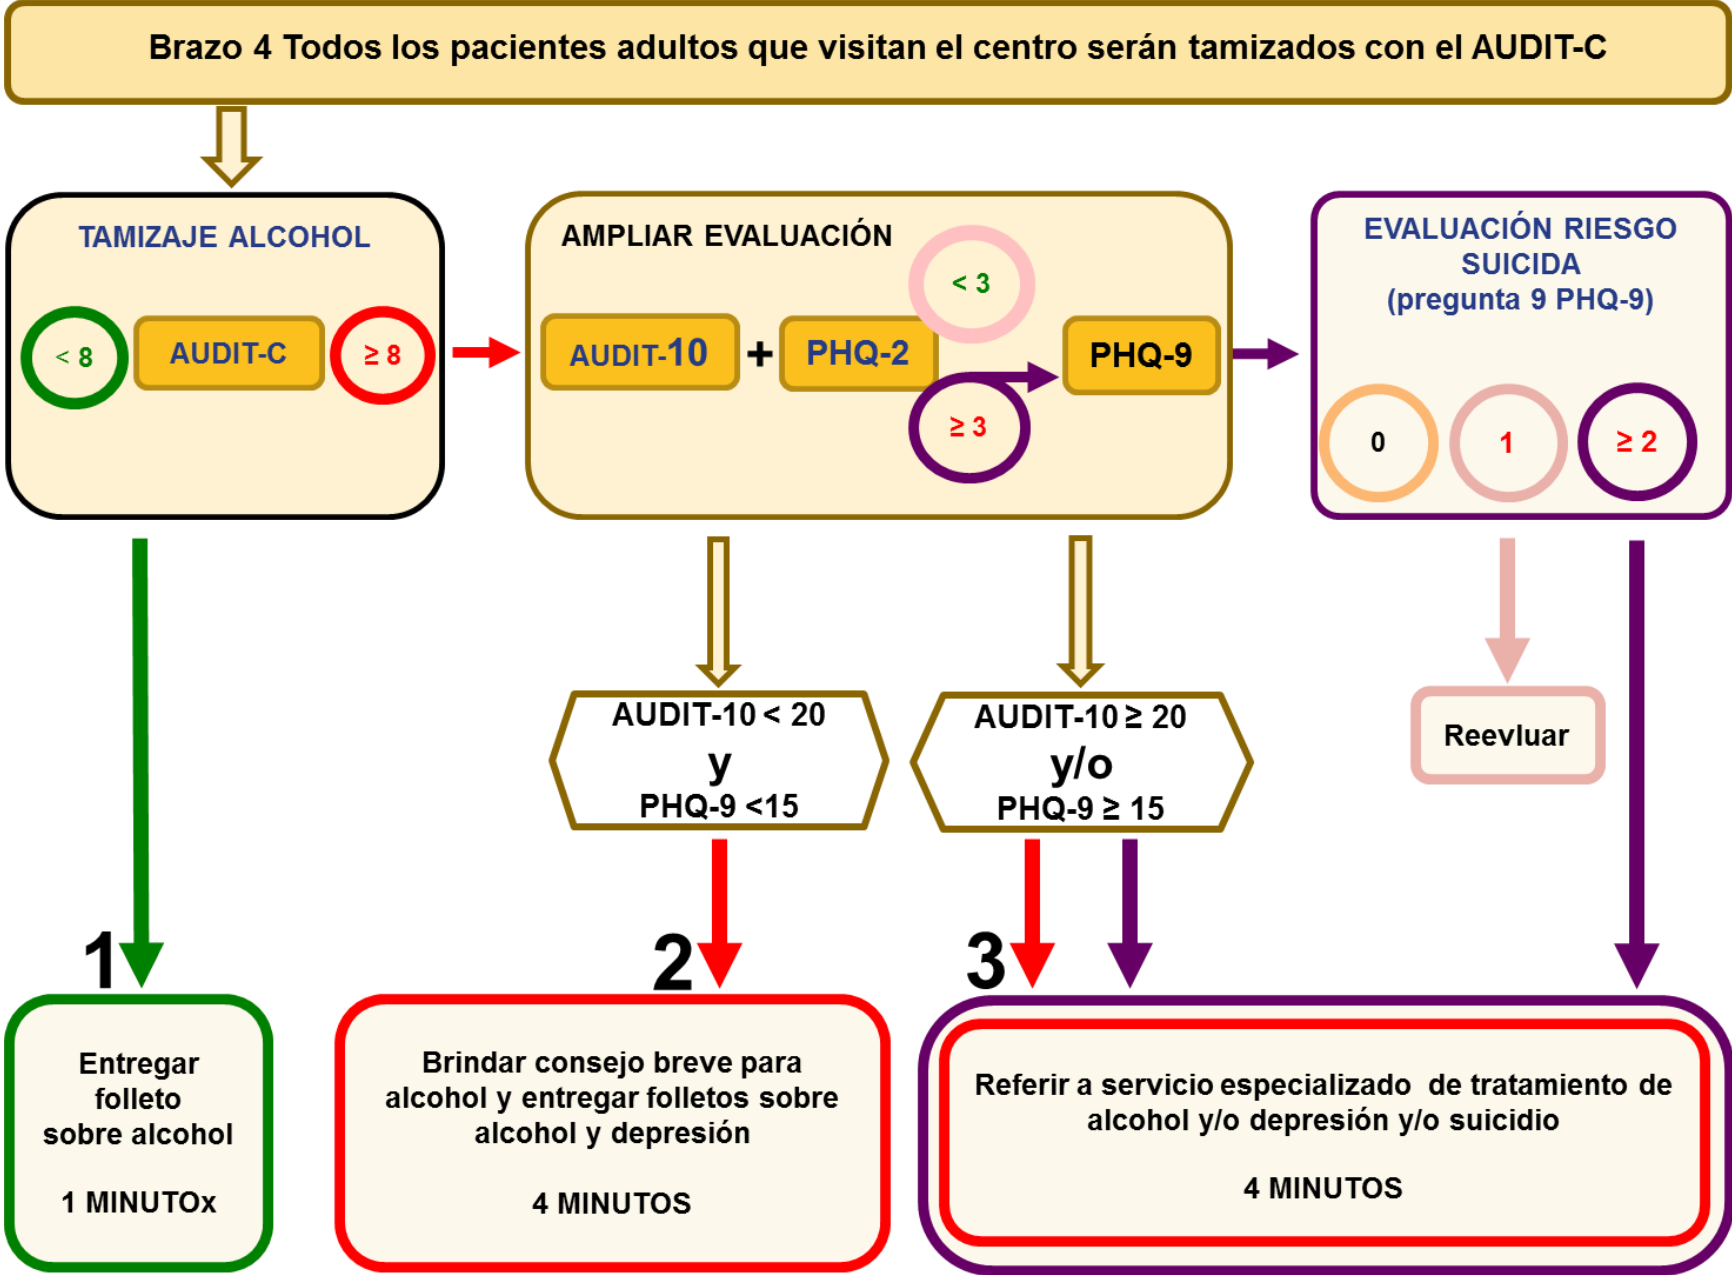 Brazo 4 Todos los pacientes adultos que visitan el centro serán tamizados con el AUDIT-C
TAMIZAJE ALCOHOL
< 8
AUDIT-C
≥ 8
AMPLIAR EVALUACIÓN
< 3
AUDIT-10
+
PHQ-2
≥ 3
PHQ-9
EVALUACIÓN RIESGO
SUICIDA
(pregunta 9 PHQ-9)
0
1
≥ 2
AUDIT-10 < 20
y
PHQ-9 <15
AUDIT-10 ≥ 20
y/o
PHQ-9 ≥ 15
Reevluar
1
Entregar
folleto
sobre alcohol
1 MINUTOx
2
Brindar consejo breve para
alcohol y entregar folletos sobre
alcohol y depresión
4 MINUTOS
3
Referir a servicio especializado de tratamiento de
alcohol y/o depresión y/o suicidio
4 MINUTOS